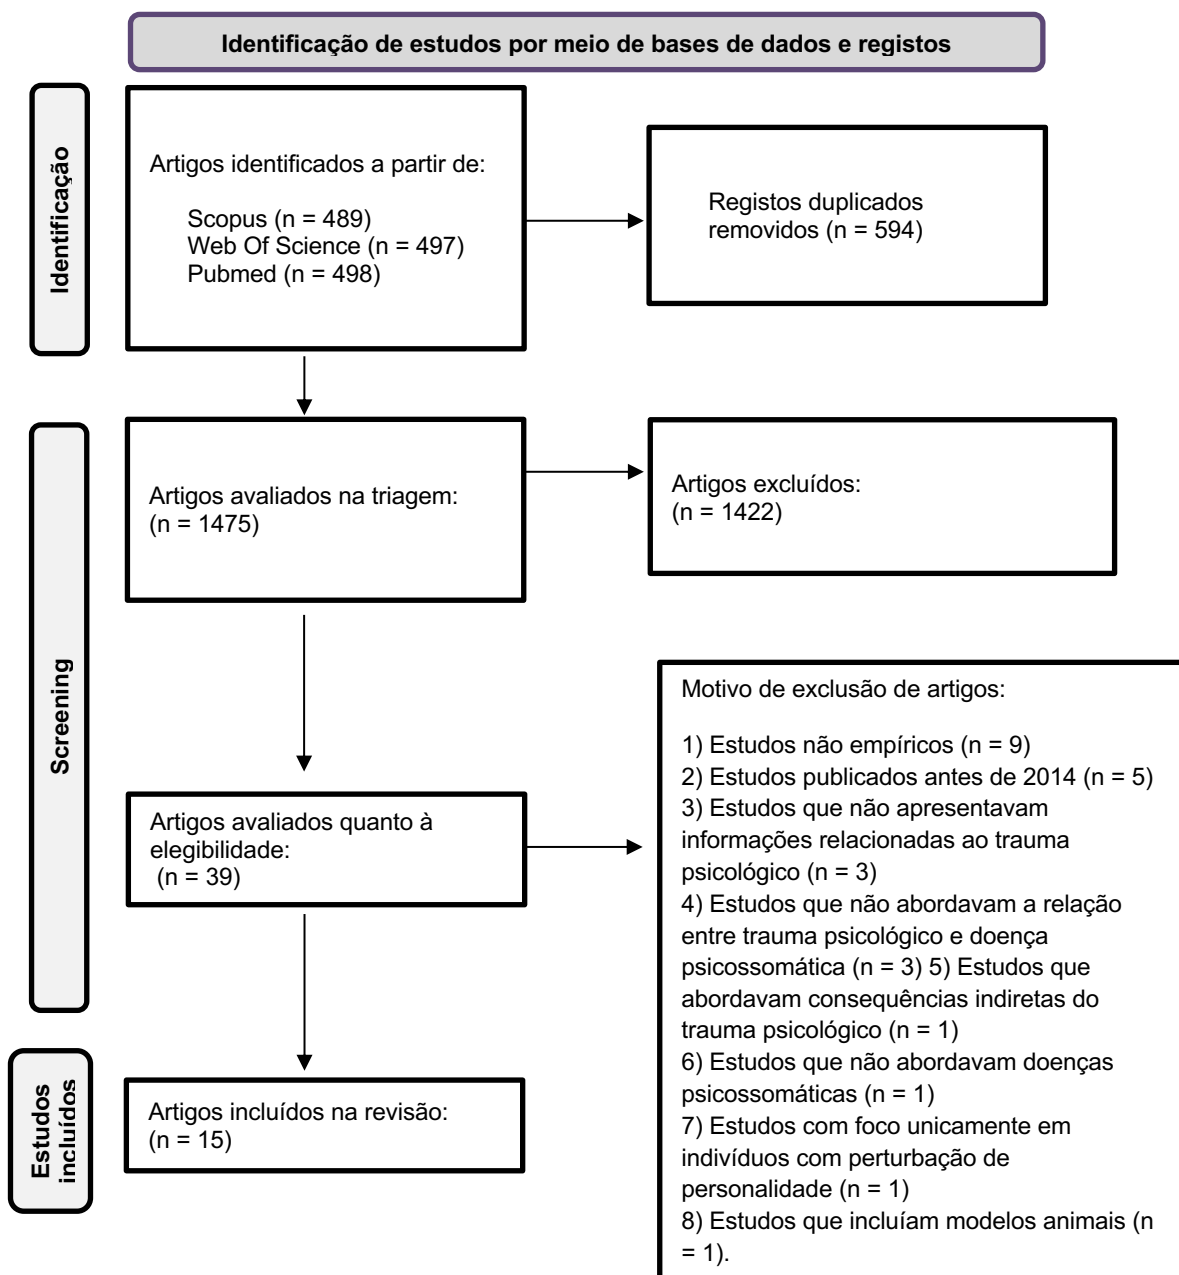 Identificação de estudos por meio de bases de dados e registos
Identificação
Artigos identificados a partir de:
Scopus (n = 489)
Web Of Science (n = 497)
Pubmed (n = 498)
Registos duplicados
removidos (n = 594)
Screening
Artigos avaliados na triagem:
(n = 1475)
Artigos excluídos:
(n = 1422)
Artigos avaliados quanto à
elegibilidade:
(n = 39)
Motivo de exclusão de artigos:
1) Estudos não empíricos (n = 9)
2) Estudos publicados antes de 2014 (n = 5)
3) Estudos que não apresentavam
informações relacionadas ao trauma
psicológico (n = 3)
4) Estudos que não abordavam a relação
entre trauma psicológico e doença
psicossomática (n = 3) 5) Estudos que
abordavam consequências indiretas do
trauma psicológico (n = 1)
6) Estudos que não abordavam doenças
psicossomáticas (n = 1)
7) Estudos com foco unicamente em
indivíduos com perturbação de
personalidade (n = 1)
8) Estudos que incluíam modelos animais (n
= 1).
Estudos
incluídos
Artigos incluídos na revisão:
(n = 15)